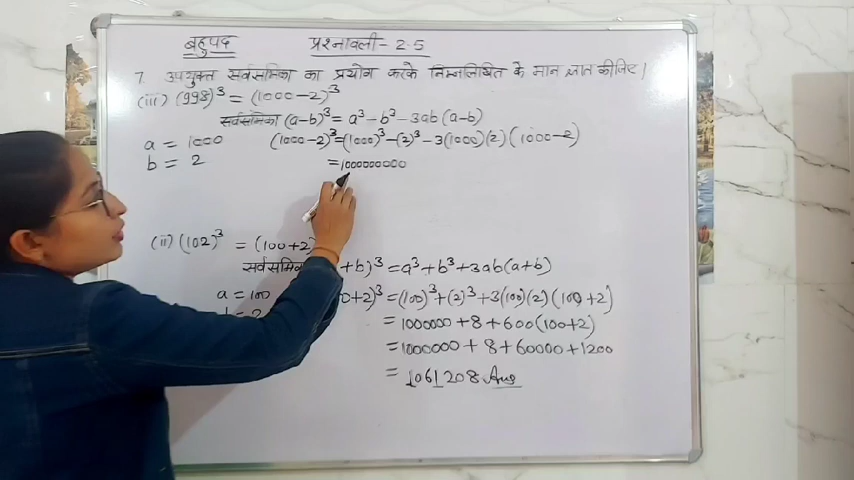 बहुपद प्रश्नावली - 2.5
7. उपयुक्त सर्वसमिका का प्रयोग करके निम्नलिखित के मान ज्ञात कीजिए।
(iii) (998)³ = (1000-2)³
सर्वसमिका (a-b)³ = a³-b³-3ab(a-b)
a = 1000 (1000-2)³=(1000)³-(2)³-3(1000)(2)(1000-2)
b = 2 =1000000000
(ii) (102)³ = (100+2)
+b)³ = a³+b³+3ab(a+b)
a = 100 +2)³ = (100)³+(2)³+3(100)(2)(100+2)
= 1000000+8+600(100+2)
= 1000000+8+60000+1200
= 1061208 Ans